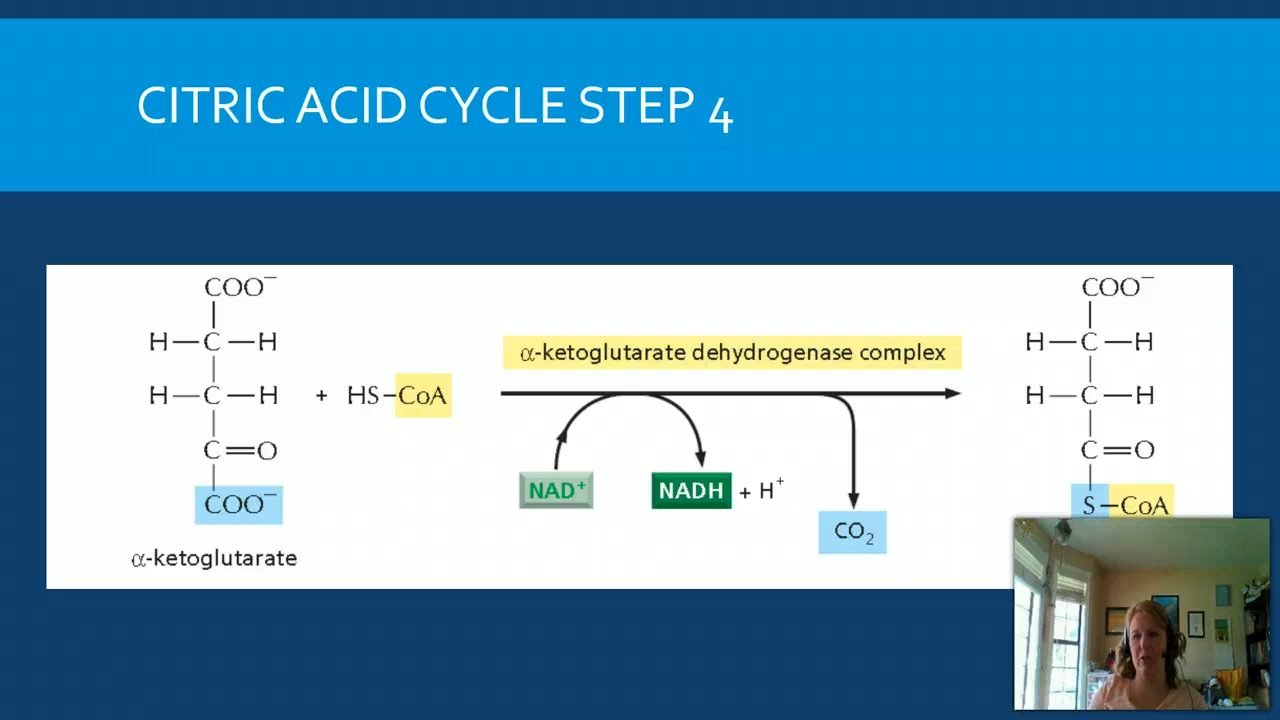 CITRIC ACID CYCLE STEP 4
COO⁻
H—C—H
H—C—H
C=O
COO⁻
α-ketoglutarate
+ HS–CoA
α-ketoglutarate dehydrogenase complex
NAD⁺
NADH + H⁺
CO₂
COO⁻
H—C—H
H—C—H
C=O
S–CoA